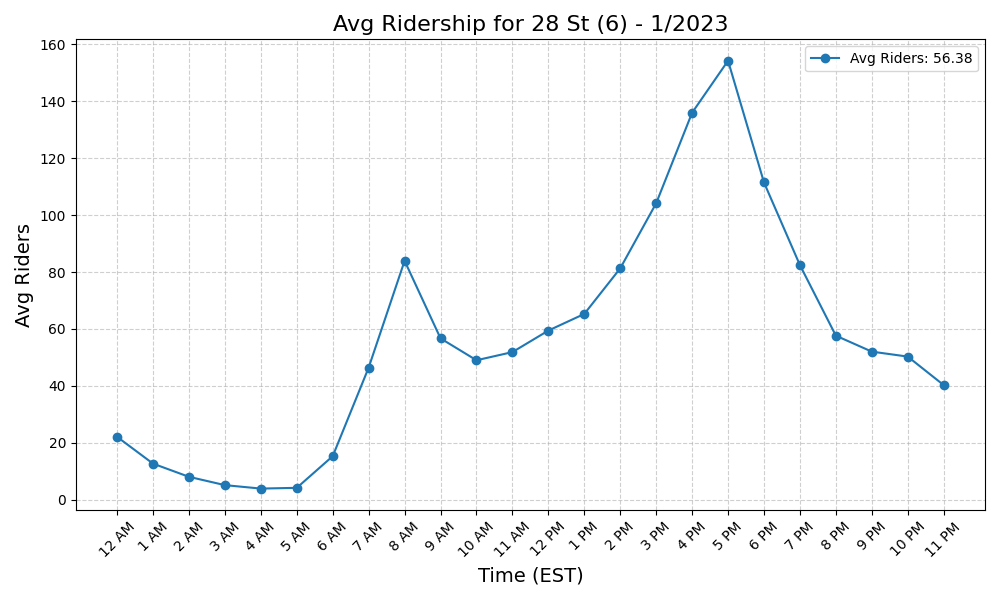 Avg Ridership for 28 St (6) - 1/2023
Avg Riders: 56.38
Avg Riders
160
140
120
100
80
60
40
20
0
12 AM
1 AM
2 AM
3 AM
4 AM
5 AM
6 AM
7 AM
8 AM
9 AM
10 AM
11 AM
12 PM
1 PM
2 PM
3 PM
4 PM
5 PM
6 PM
7 PM
8 PM
9 PM
10 PM
11 PM
Time (EST)